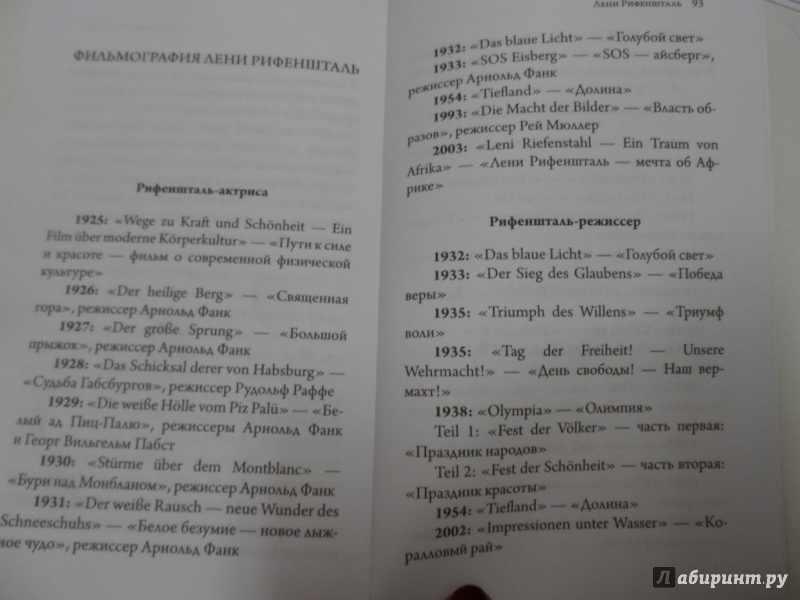 ФИЛЬМОГРАФИЯ ЛЕНИ РИФЕНШТАЛЬ
Рифеншталь-актриса
1925: «Wege zu Kraft und Schönheit — Ein
Film über moderne Körperkultur» — «Пути к силе
и красоте — фильм о современной физической
культуре»
1926: «Der heilige Berg» — «Священная
гора», режиссер Арнольд Фанк
1927: «Der große Sprung» — «Большой
прыжок», режиссер Арнольд Фанк
1928: «Das Schicksal derer von Habsburg» —
«Судьба Габсбургов», режиссер Рудольф Раффе
1929: «Die weiße Hölle vom Piz Palü» — «Бе-
лый ад Пиц-Палю», режиссеры Арнольд Фанк
и Георг Вильгельм Пабст
1930: «Stürme über dem Montblanc» —
«Бури над Монбланом», режиссер Арнольд Фанк
1931: «Der weiße Rausch — neue Wunder des
Schneeschuhs» — «Белое безумие — новое лыж-
ное чудо», режиссер Арнольд Фанк
Лени Рифеншталь 93
1932: «Das blaue Licht» — «Голубой свет»
1933: «SOS Eisberg» — «SOS — айсберг»,
режиссер Арнольд Фанк
1954: «Tiefland» — «Долина»
1993: «Die Macht der Bilder» — «Власть об-
разов», режиссер Рей Мюллер
2003: «Leni Riefenstahl — Ein Traum von
Afrika» — «Лени Рифеншталь — мечта об Аф-
рике»
Рифеншталь-режиссер
1932: «Das blaue Licht» — «Голубой свет»
1933: «Der Sieg des Glaubens» — «Победа
веры»
1935: «Triumph des Willens» — «Триумф
воли»
1935: «Tag der Freiheit! — Unsere
Wehrmacht!» — «День свободы! — Наш вер-
махт!»
1938: «Olympia» — «Олимпия»
Teil 1: «Fest der Völker» — часть первая:
«Праздник народов»
Teil 2: «Fest der Schönheit» — часть вторая:
«Праздник красоты»
1954: «Tiefland» — «Долина»
2002: «Impressionen unter Wasser» — «Ко-
ралловый рай»
Лабиринт.ру